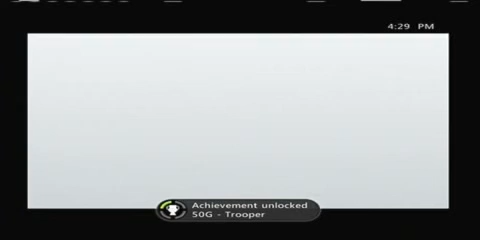 4:29 PM
Achievement unlocked
50G - Trooper